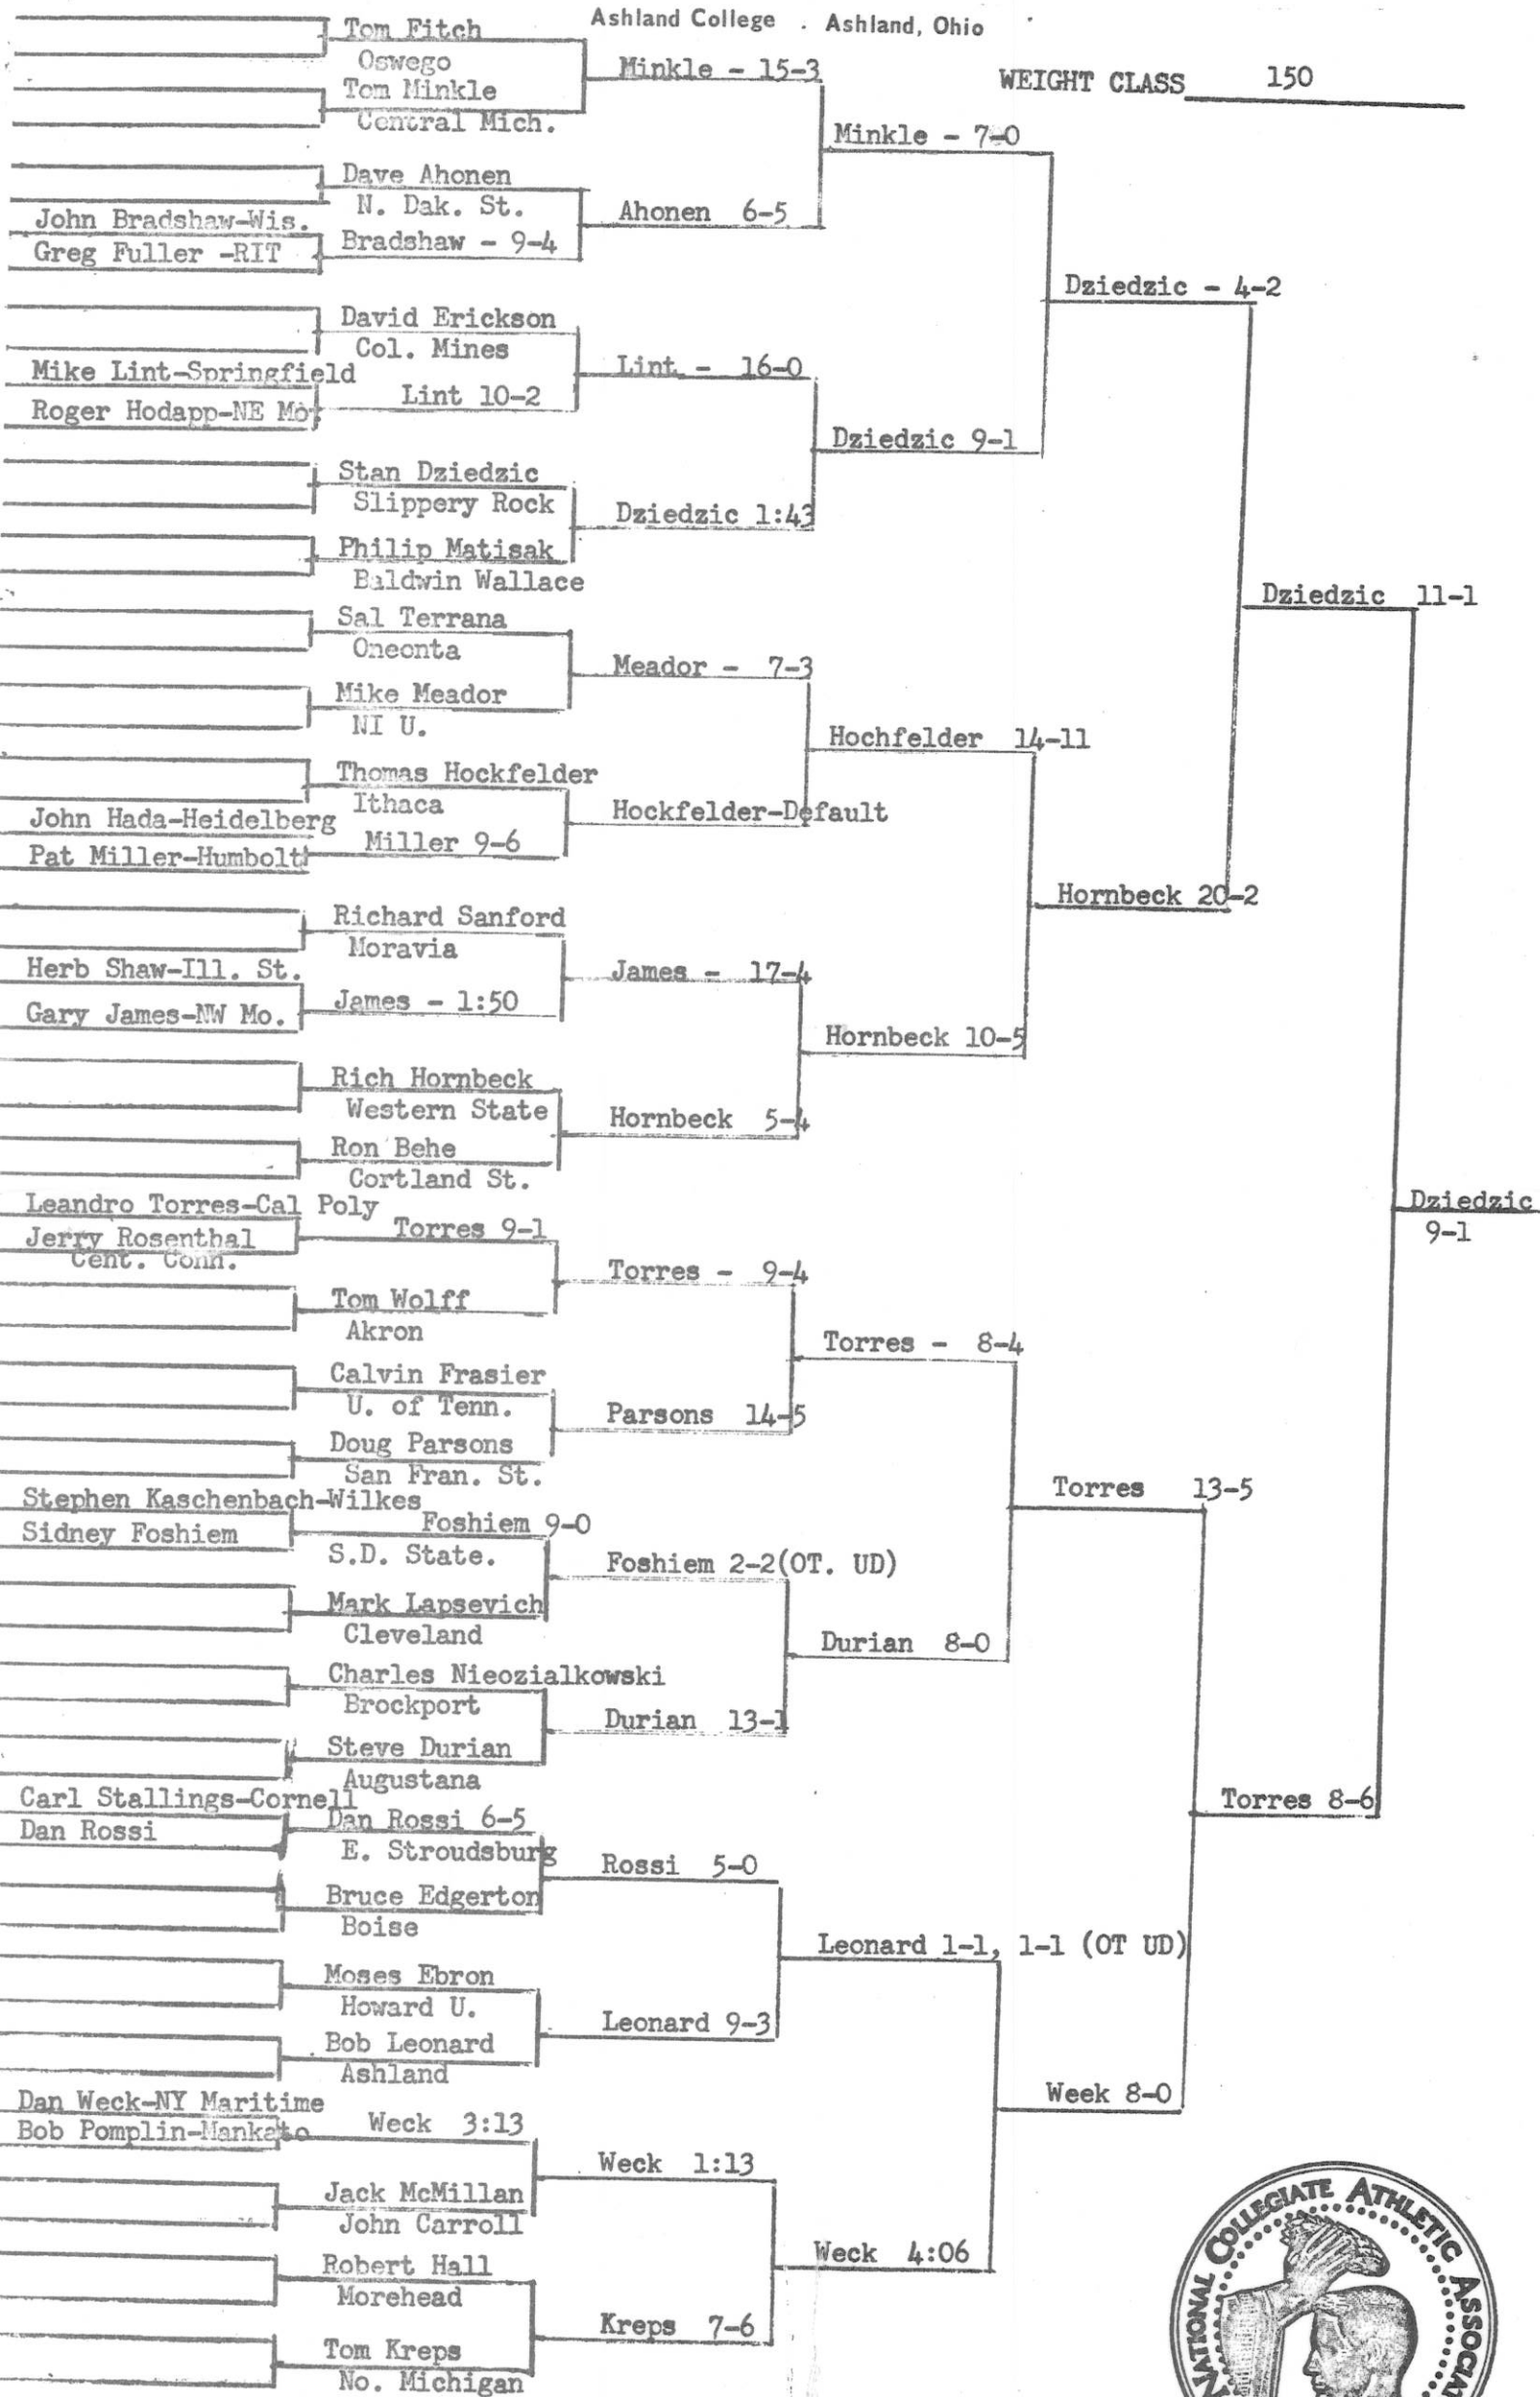 Ashland College . Ashland, Ohio
WEIGHT CLASS 150
Tom Fitch
Oswego
Minkle - 15-3
Tom Minkle
Central Mich.
Minkle - 7-0
Dave Ahonen
N. Dak. St.
Ahonen 6-5
John Bradshaw-Wis.
Bradshaw - 9-4
Greg Fuller -RIT
Dziedzic - 4-2
David Erickson
Col. Mines
Lint - 16-0
Mike Lint-Springfield
Lint 10-2
Roger Hodapp-NE Mo.
Dziedzic 9-1
Stan Dziedzic
Slippery Rock
Dziedzic 1:43
Philip Matisak
Baldwin Wallace
Dziedzic 11-1
Sal Terrana
Oneonta
Meador - 7-3
Mike Meador
NI U.
Hochfelder 14-11
Thomas Hockfelder
Ithaca
Hockfelder-Default
John Hada-Heidelberg
Miller 9-6
Pat Miller-Humbolt
Hornbeck 20-2
Richard Sanford
Moravia
James - 17-4
Herb Shaw-Ill. St.
James - 1:50
Gary James-NW Mo.
Hornbeck 10-5
Rich Hornbeck
Western State
Hornbeck 5-4
Ron Behe
Cortland St.
Dziedzic
9-1
Leandro Torres-Cal Poly
Torres 9-1
Jerry Rosenthal
Cent. Conn.
Torres - 9-4
Tom Wolff
Akron
Torres - 8-4
Calvin Frasier
U. of Tenn.
Parsons 14-5
Doug Parsons
San Fran. St.
Torres 13-5
Stephen Kaschenbach-Wilkes
Foshiem 9-0
Sidney Foshiem
S.D. State.
Foshiem 2-2(OT. UD)
Mark Lapsevich
Cleveland
Durian 8-0
Charles Nieozialkowski
Brockport
Durian 13-1
Steve Durian
Augustana
Torres 8-6
Carl Stallings-Cornell
Dan Rossi 6-5
Dan Rossi
E. Stroudsburg
Rossi 5-0
Bruce Edgerton
Boise
Leonard 1-1, 1-1 (OT UD)
Moses Ebron
Howard U.
Leonard 9-3
Bob Leonard
Ashland
Week 8-0
Dan Weck-NY Maritime
Weck 3:13
Bob Pomplin-Mankato
Weck 1:13
Jack McMillan
John Carroll
Weck 4:06
Robert Hall
Morehead
Kreps 7-6
Tom Kreps
No. Michigan
NATIONAL COLLEGIATE ATHLETIC